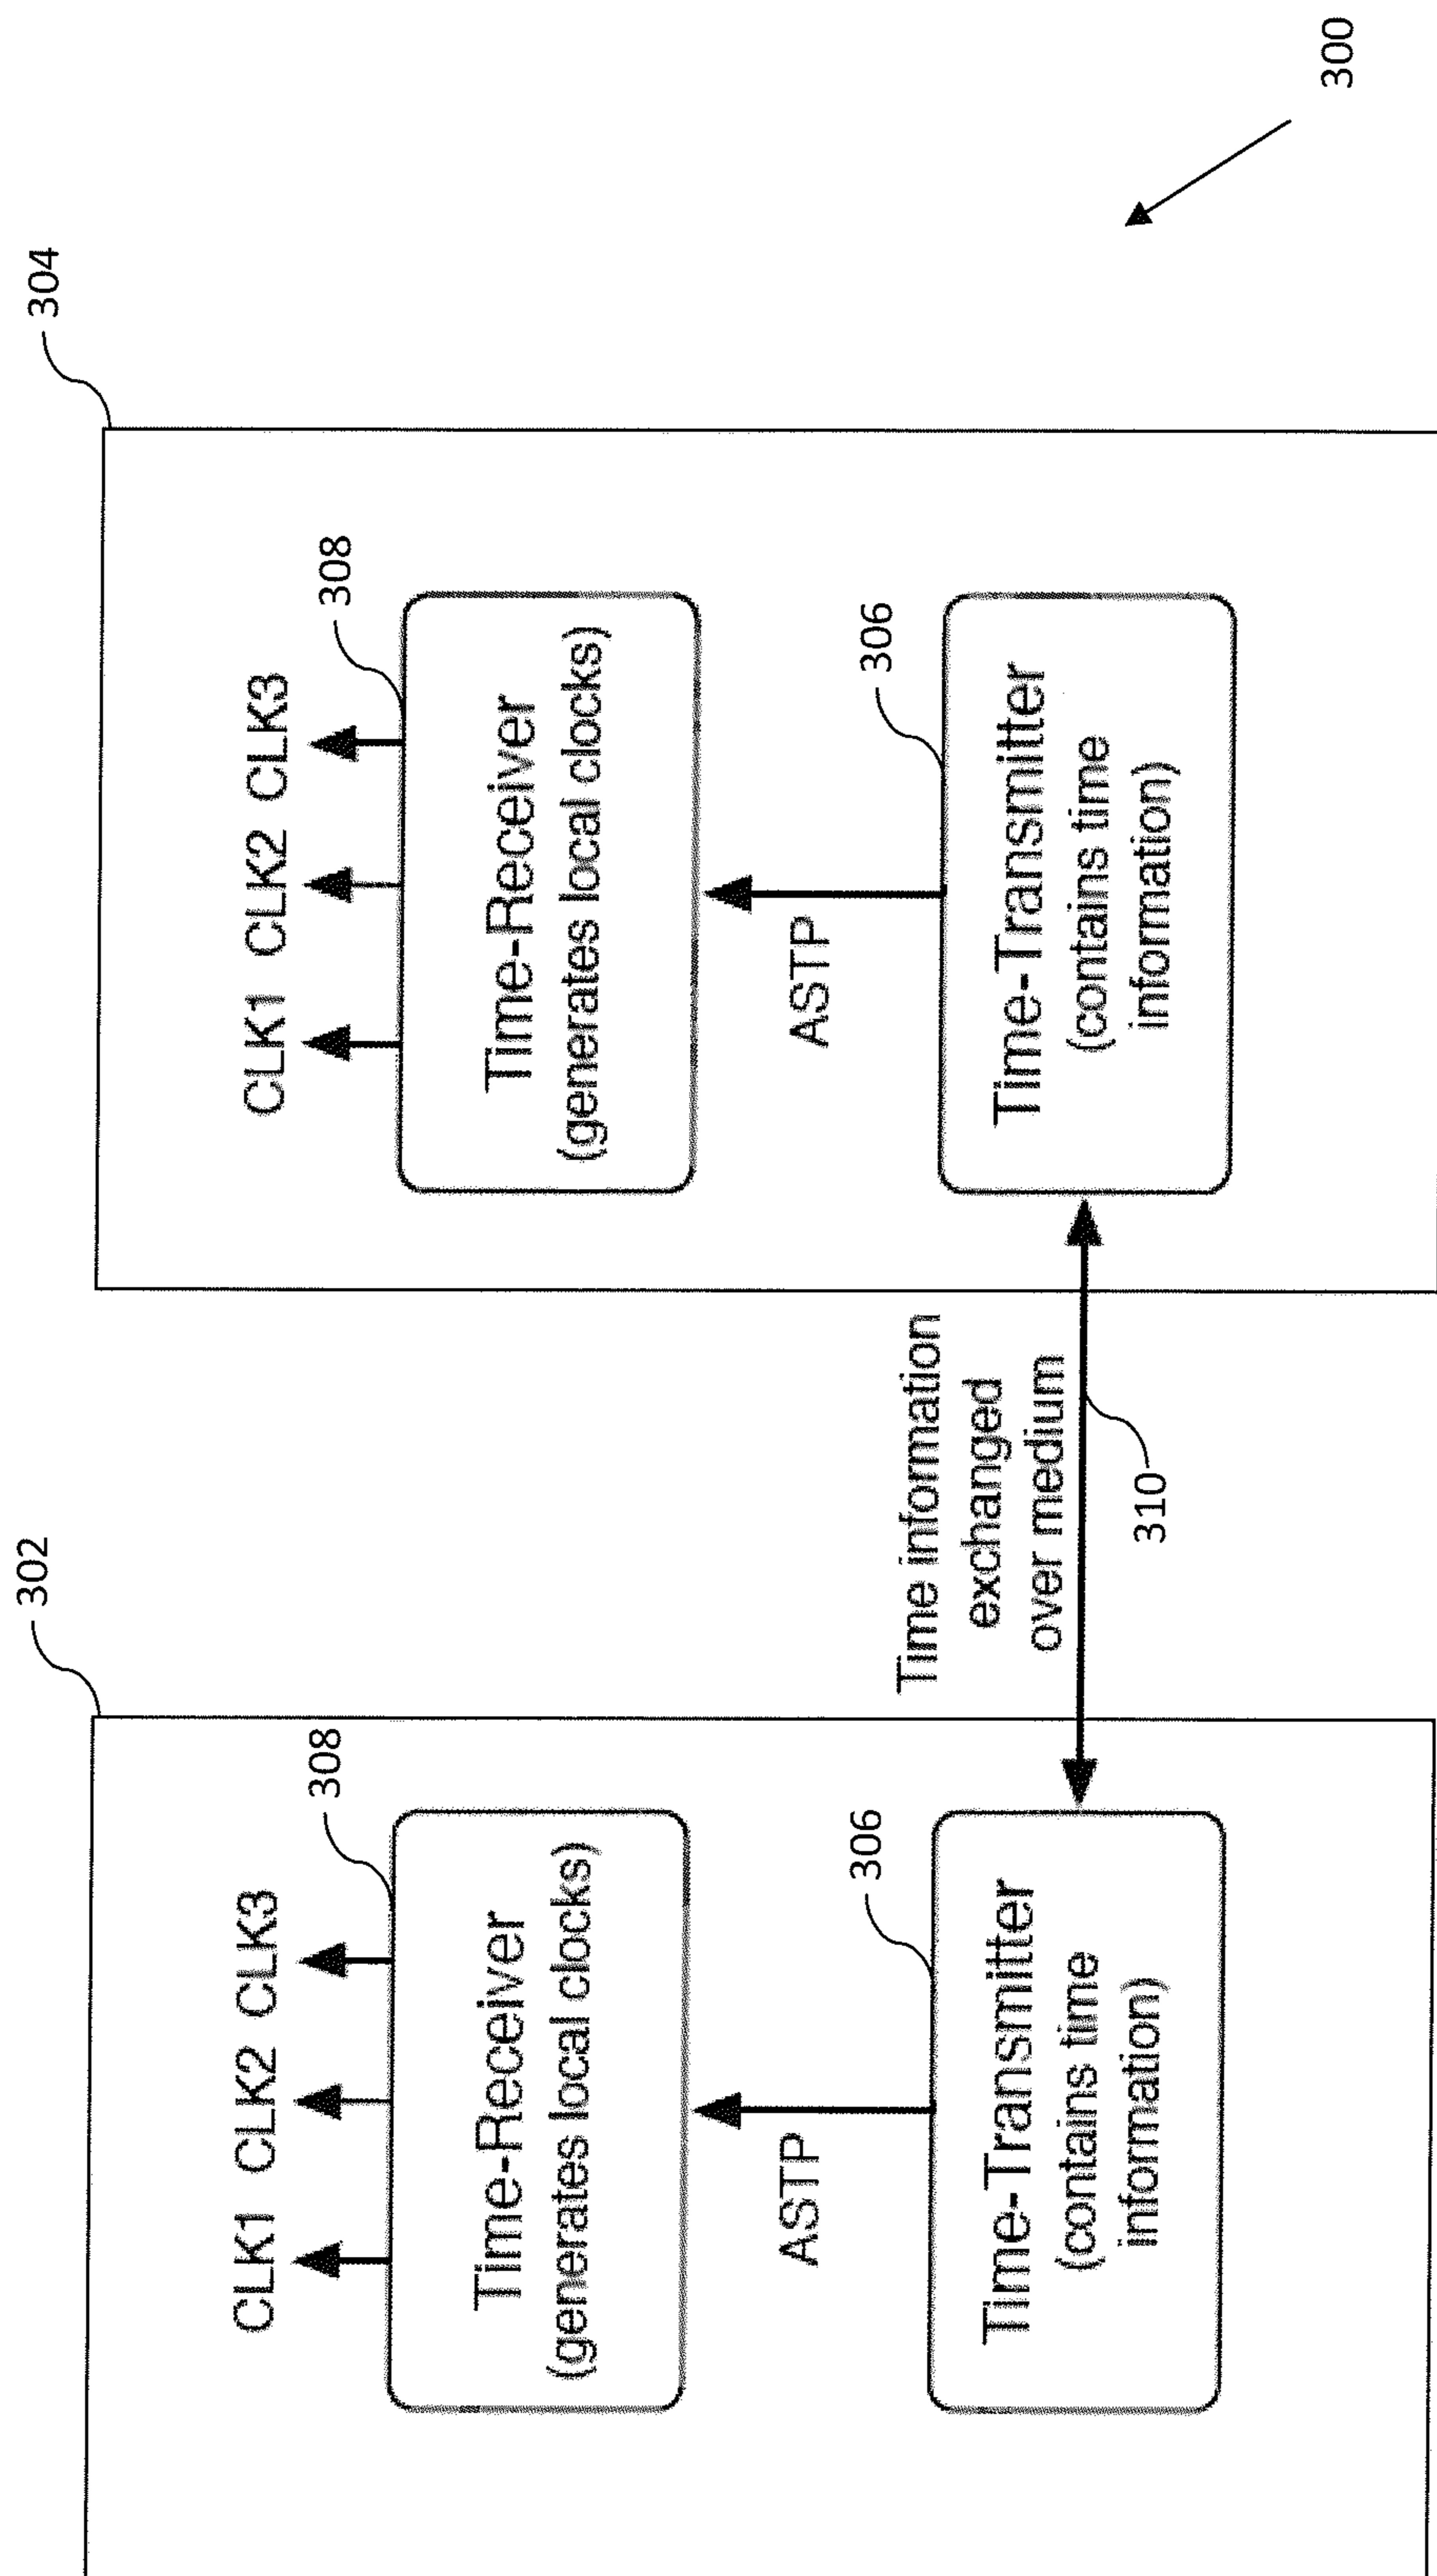 302
CLK1 CLK2 CLK3
308
Time-Receiver
(generates local clocks)
ASTP
306
Time-Transmitter
(contains time
information)
Time information
exchanged
over medium
310
304
CLK1 CLK2 CLK3
308
Time-Receiver
(generates local clocks)
ASTP
306
Time-Transmitter
(contains time
information)
300